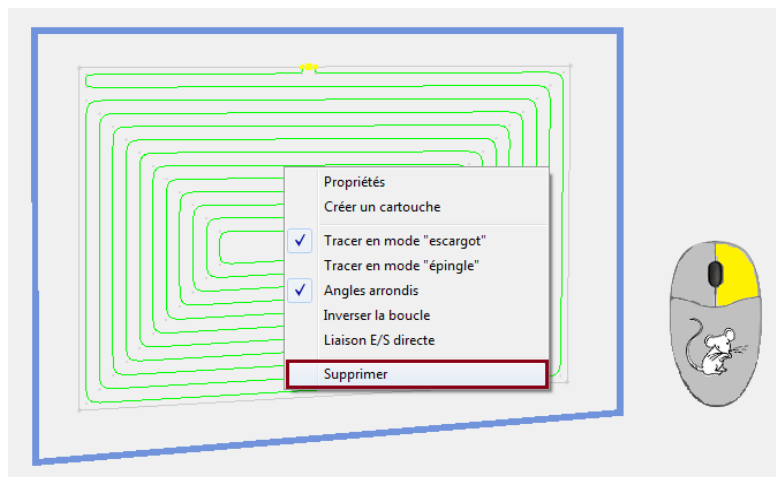 Propriétés
Créer un cartouche
Tracer en mode "escargot"
Tracer en mode "épingle"
Angles arrondis
Inverser la boucle
Liaison E/S directe
Supprimer